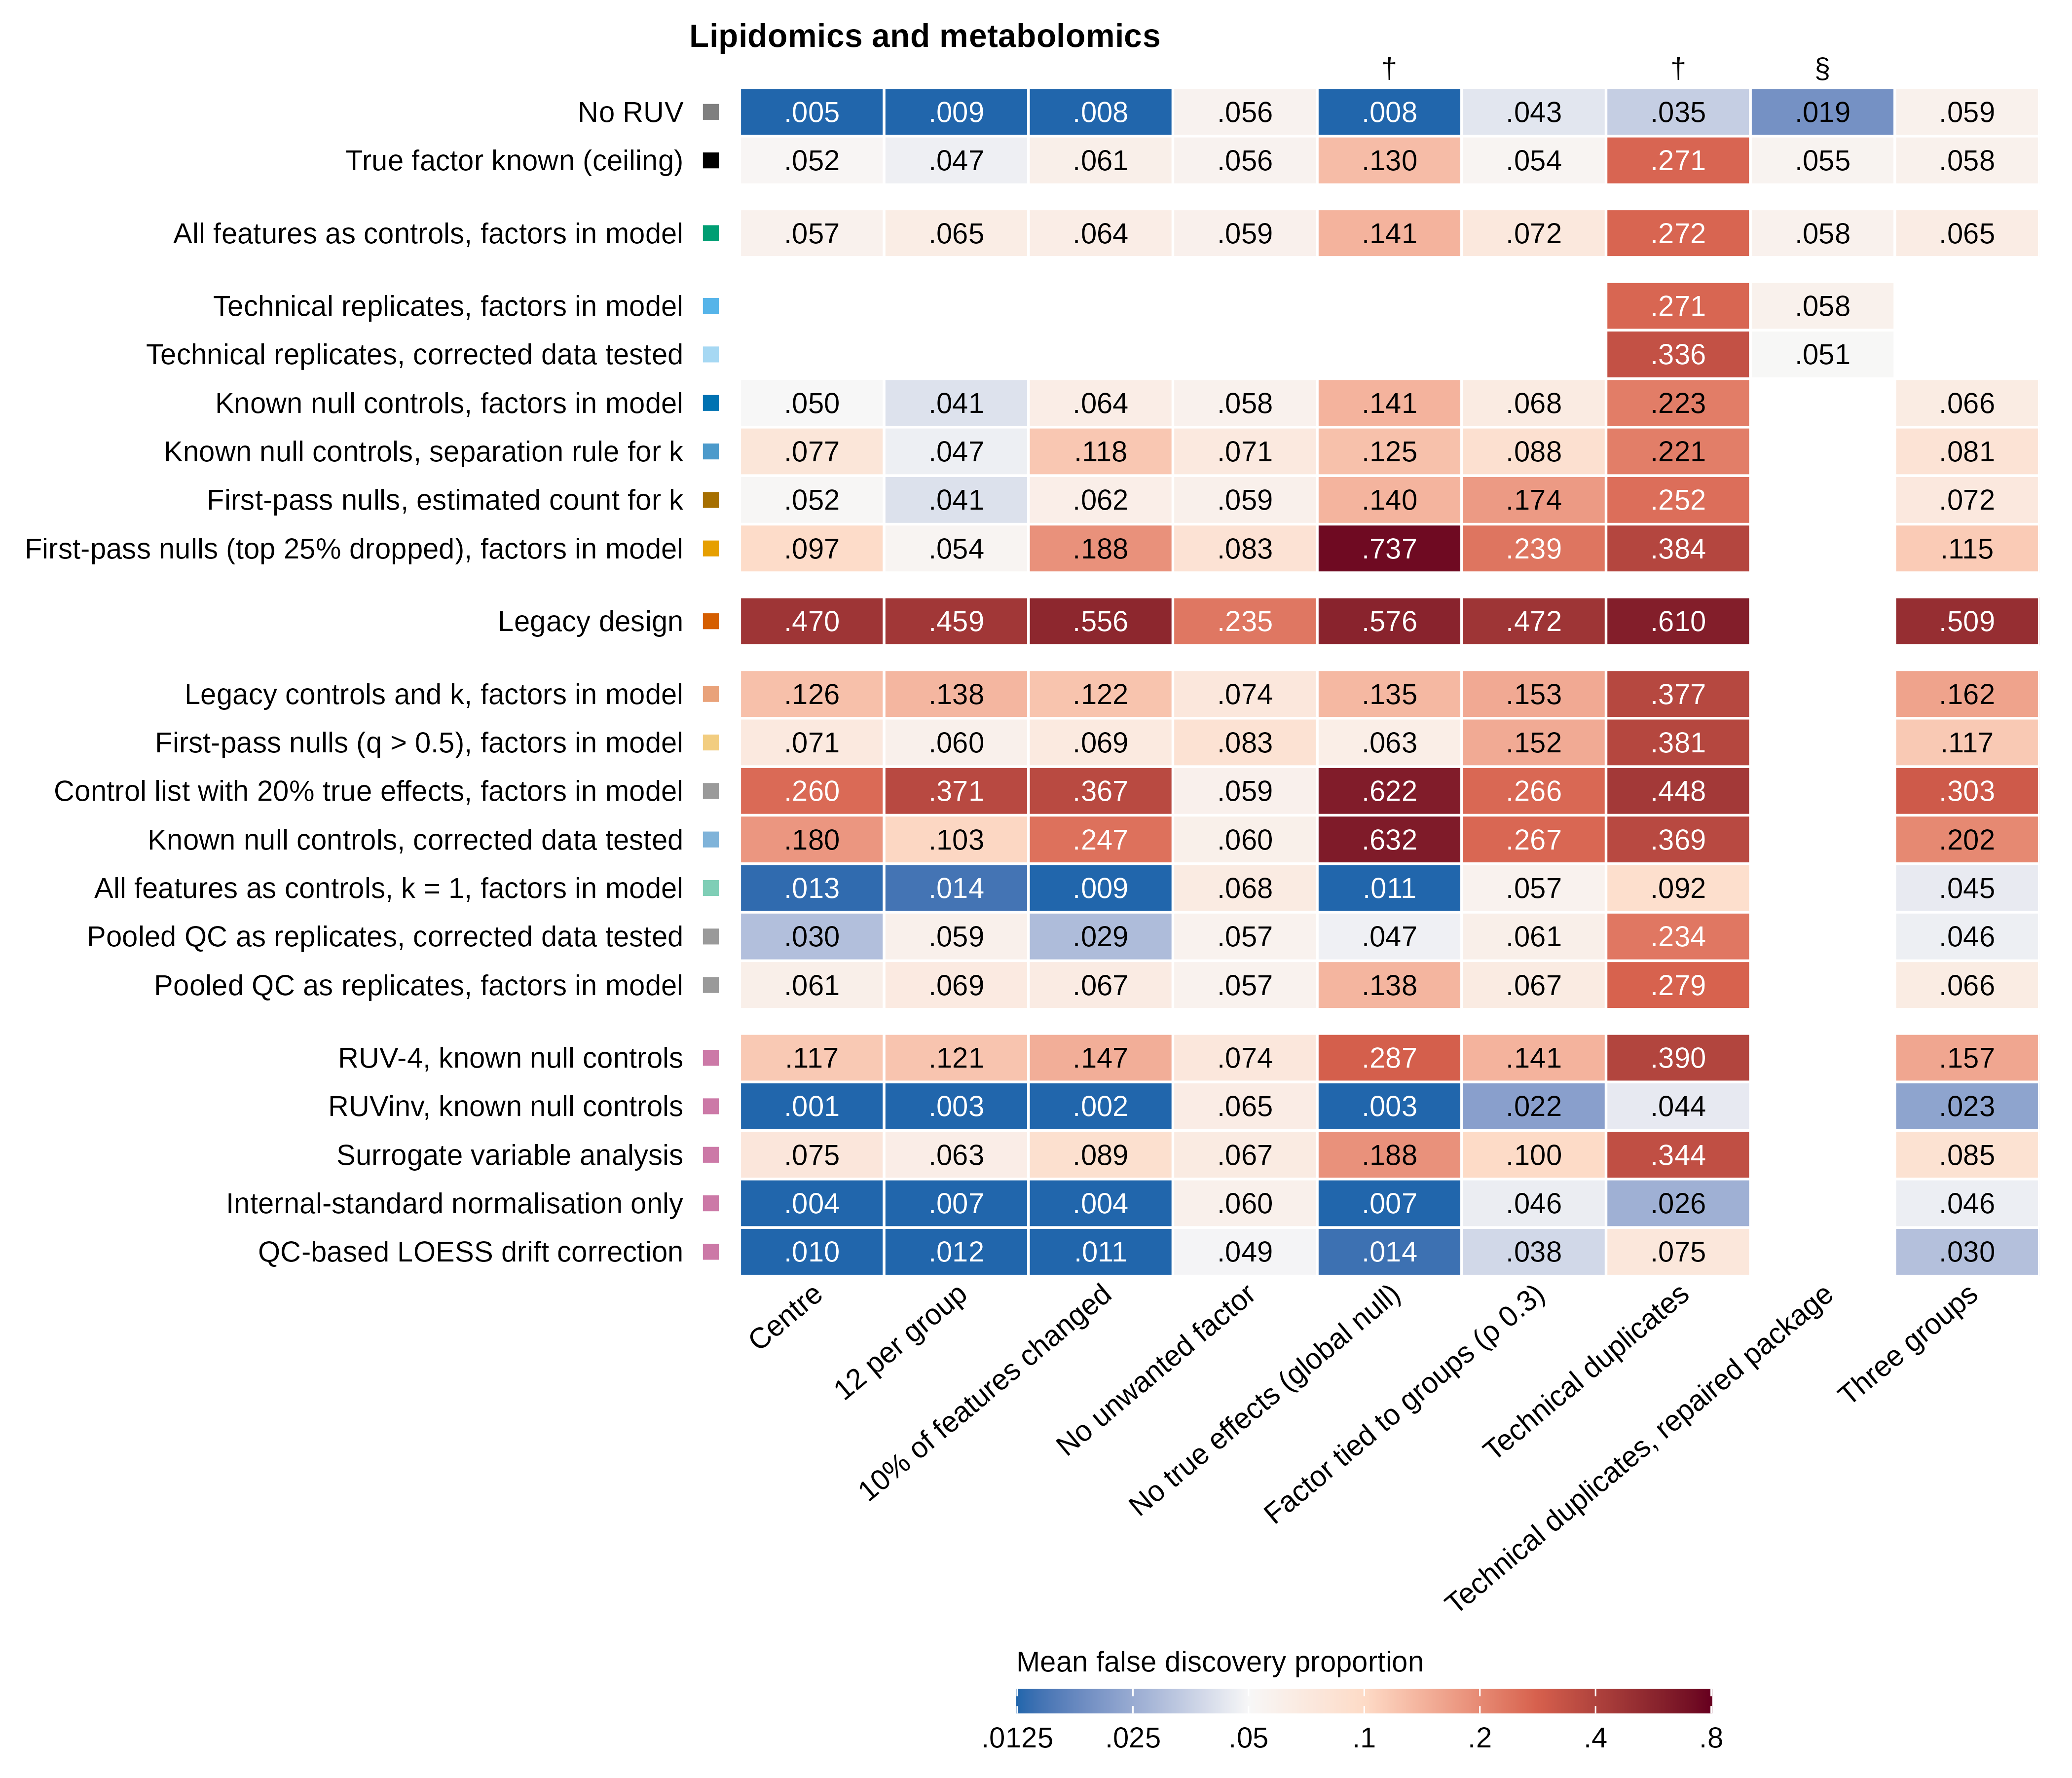 Lipidomics and metabolomics
† † §
No RUV .005 .009 .008 .056 .008 .043 .035 .019 .059
True factor known (ceiling) .052 .047 .061 .056 .130 .054 .271 .055 .058
All features as controls, factors in model .057 .065 .064 .059 .141 .072 .272 .058 .065
Technical replicates, factors in model .271 .058
Technical replicates, corrected data tested .336 .051
Known null controls, factors in model .050 .041 .064 .058 .141 .068 .223 .066
Known null controls, separation rule for k .077 .047 .118 .071 .125 .088 .221 .081
First-pass nulls, estimated count for k .052 .041 .062 .059 .140 .174 .252 .072
First-pass nulls (top 25% dropped), factors in model .097 .054 .188 .083 .737 .239 .384 .115
Legacy design .470 .459 .556 .235 .576 .472 .610 .509
Legacy controls and k, factors in model .126 .138 .122 .074 .135 .153 .377 .162
First-pass nulls (q > 0.5), factors in model .071 .060 .069 .083 .063 .152 .381 .117
Control list with 20% true effects, factors in model .260 .371 .367 .059 .622 .266 .448 .303
Known null controls, corrected data tested .180 .103 .247 .060 .632 .267 .369 .202
All features as controls, k = 1, factors in model .013 .014 .009 .068 .011 .057 .092 .045
Pooled QC as replicates, corrected data tested .030 .059 .029 .057 .047 .061 .234 .046
Pooled QC as replicates, factors in model .061 .069 .067 .057 .138 .067 .279 .066
RUV-4, known null controls .117 .121 .147 .074 .287 .141 .390 .157
RUVinv, known null controls .001 .003 .002 .065 .003 .022 .044 .023
Surrogate variable analysis .075 .063 .089 .067 .188 .100 .344 .085
Internal-standard normalisation only .004 .007 .004 .060 .007 .046 .026 .046
QC-based LOESS drift correction .010 .012 .011 .049 .014 .038 .075 .030
Centre
12 per group
10% of features changed
No unwanted factor
No true effects (global null)
Factor tied to groups (ρ 0.3)
Technical duplicates
Technical duplicates, repaired package
Three groups
Mean false discovery proportion
.0125 .025 .05 .1 .2 .4 .8